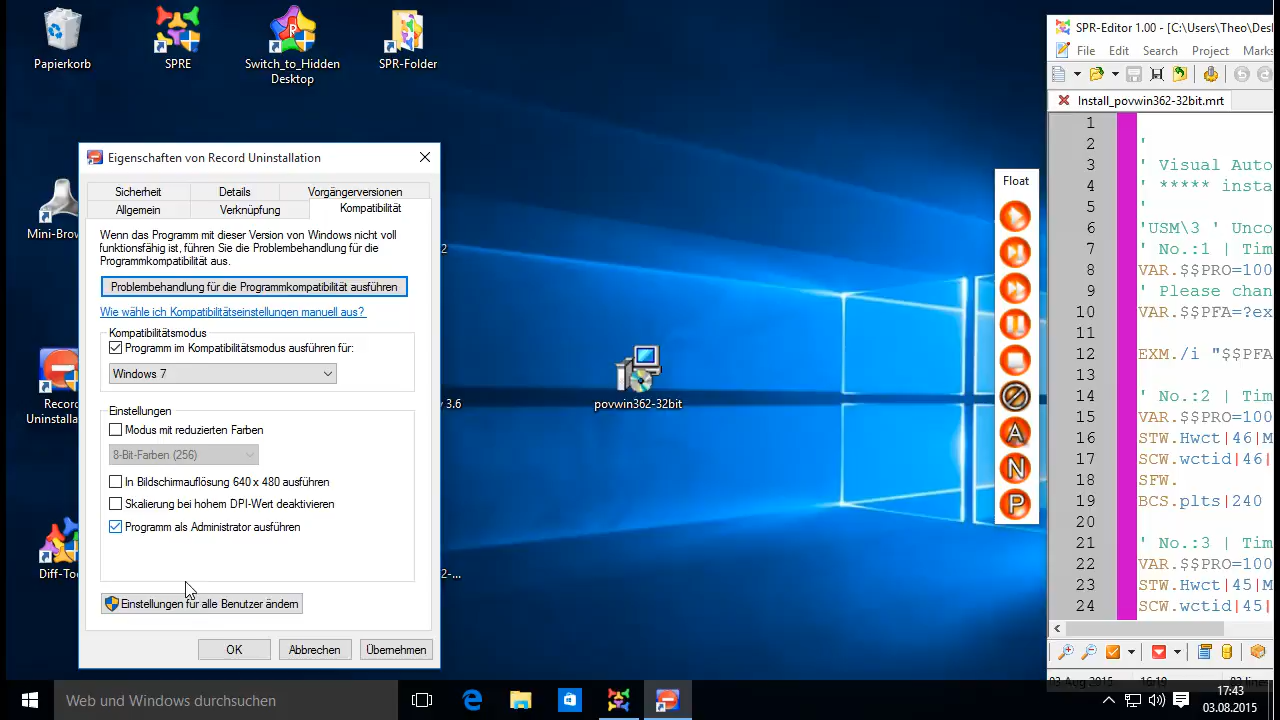 Papierkorb
SPRE
Switch_to_Hidden
Desktop
SPR-Folder
Mini-Brow
Record
Uninstalla
Diff-Too
2
y 3.6
2-...
povwin362-32bit
Eigenschaften von Record Uninstallation
Sicherheit
Details
Vorgängerversionen
Allgemein
Verknüpfung
Kompatibilität
Wenn das Programm mit dieser Version von Windows nicht voll
funktionsfähig ist, führen Sie die Problembehandlung für die
Programmkompatibilität aus.
Problembehandlung für die Programmkompatibilität ausführen
Wie wähle ich Kompatibilitätseinstellungen manuell aus?
Kompatibilitätsmodus
Programm im Kompatibilitätsmodus ausführen für:
Windows 7
Einstellungen
Modus mit reduzierten Farben
8-Bit-Farben (256)
In Bildschirmauflösung 640 x 480 ausführen
Skalierung bei hohem DPI-Wert deaktivieren
Programm als Administrator ausführen
Einstellungen für alle Benutzer ändern
OK
Abbrechen
Übernehmen
Float
A
N
P
SPR-Editor 1.00 - [C:\Users\Theo\Des
File Edit Search Project Marks
Install_povwin362-32bit.mrt
1
2 '
3 ' Visual Auto
4 ' ***** insta
5 '
6 'USM\3 ' Unco
7 ' No.:1 | Tim
8 VAR.$$PRO=100
9 ' Please chan
10 VAR.$$PFA=?ex
11
12 EXM./i "$$PFA
13
14 ' No.:2 | Tim
15 VAR.$$PRO=100
16 STW.Hwct|46|M
17 SCW.wctid|46|
18 SFW.
19 BCS.plts|240
20
21 ' No.:3 | Tim
22 VAR.$$PRO=100
23 STW.Hwct|45|M
24 SCW.wctid|45|
Web und Windows durchsuchen
17:43
03.08.2015